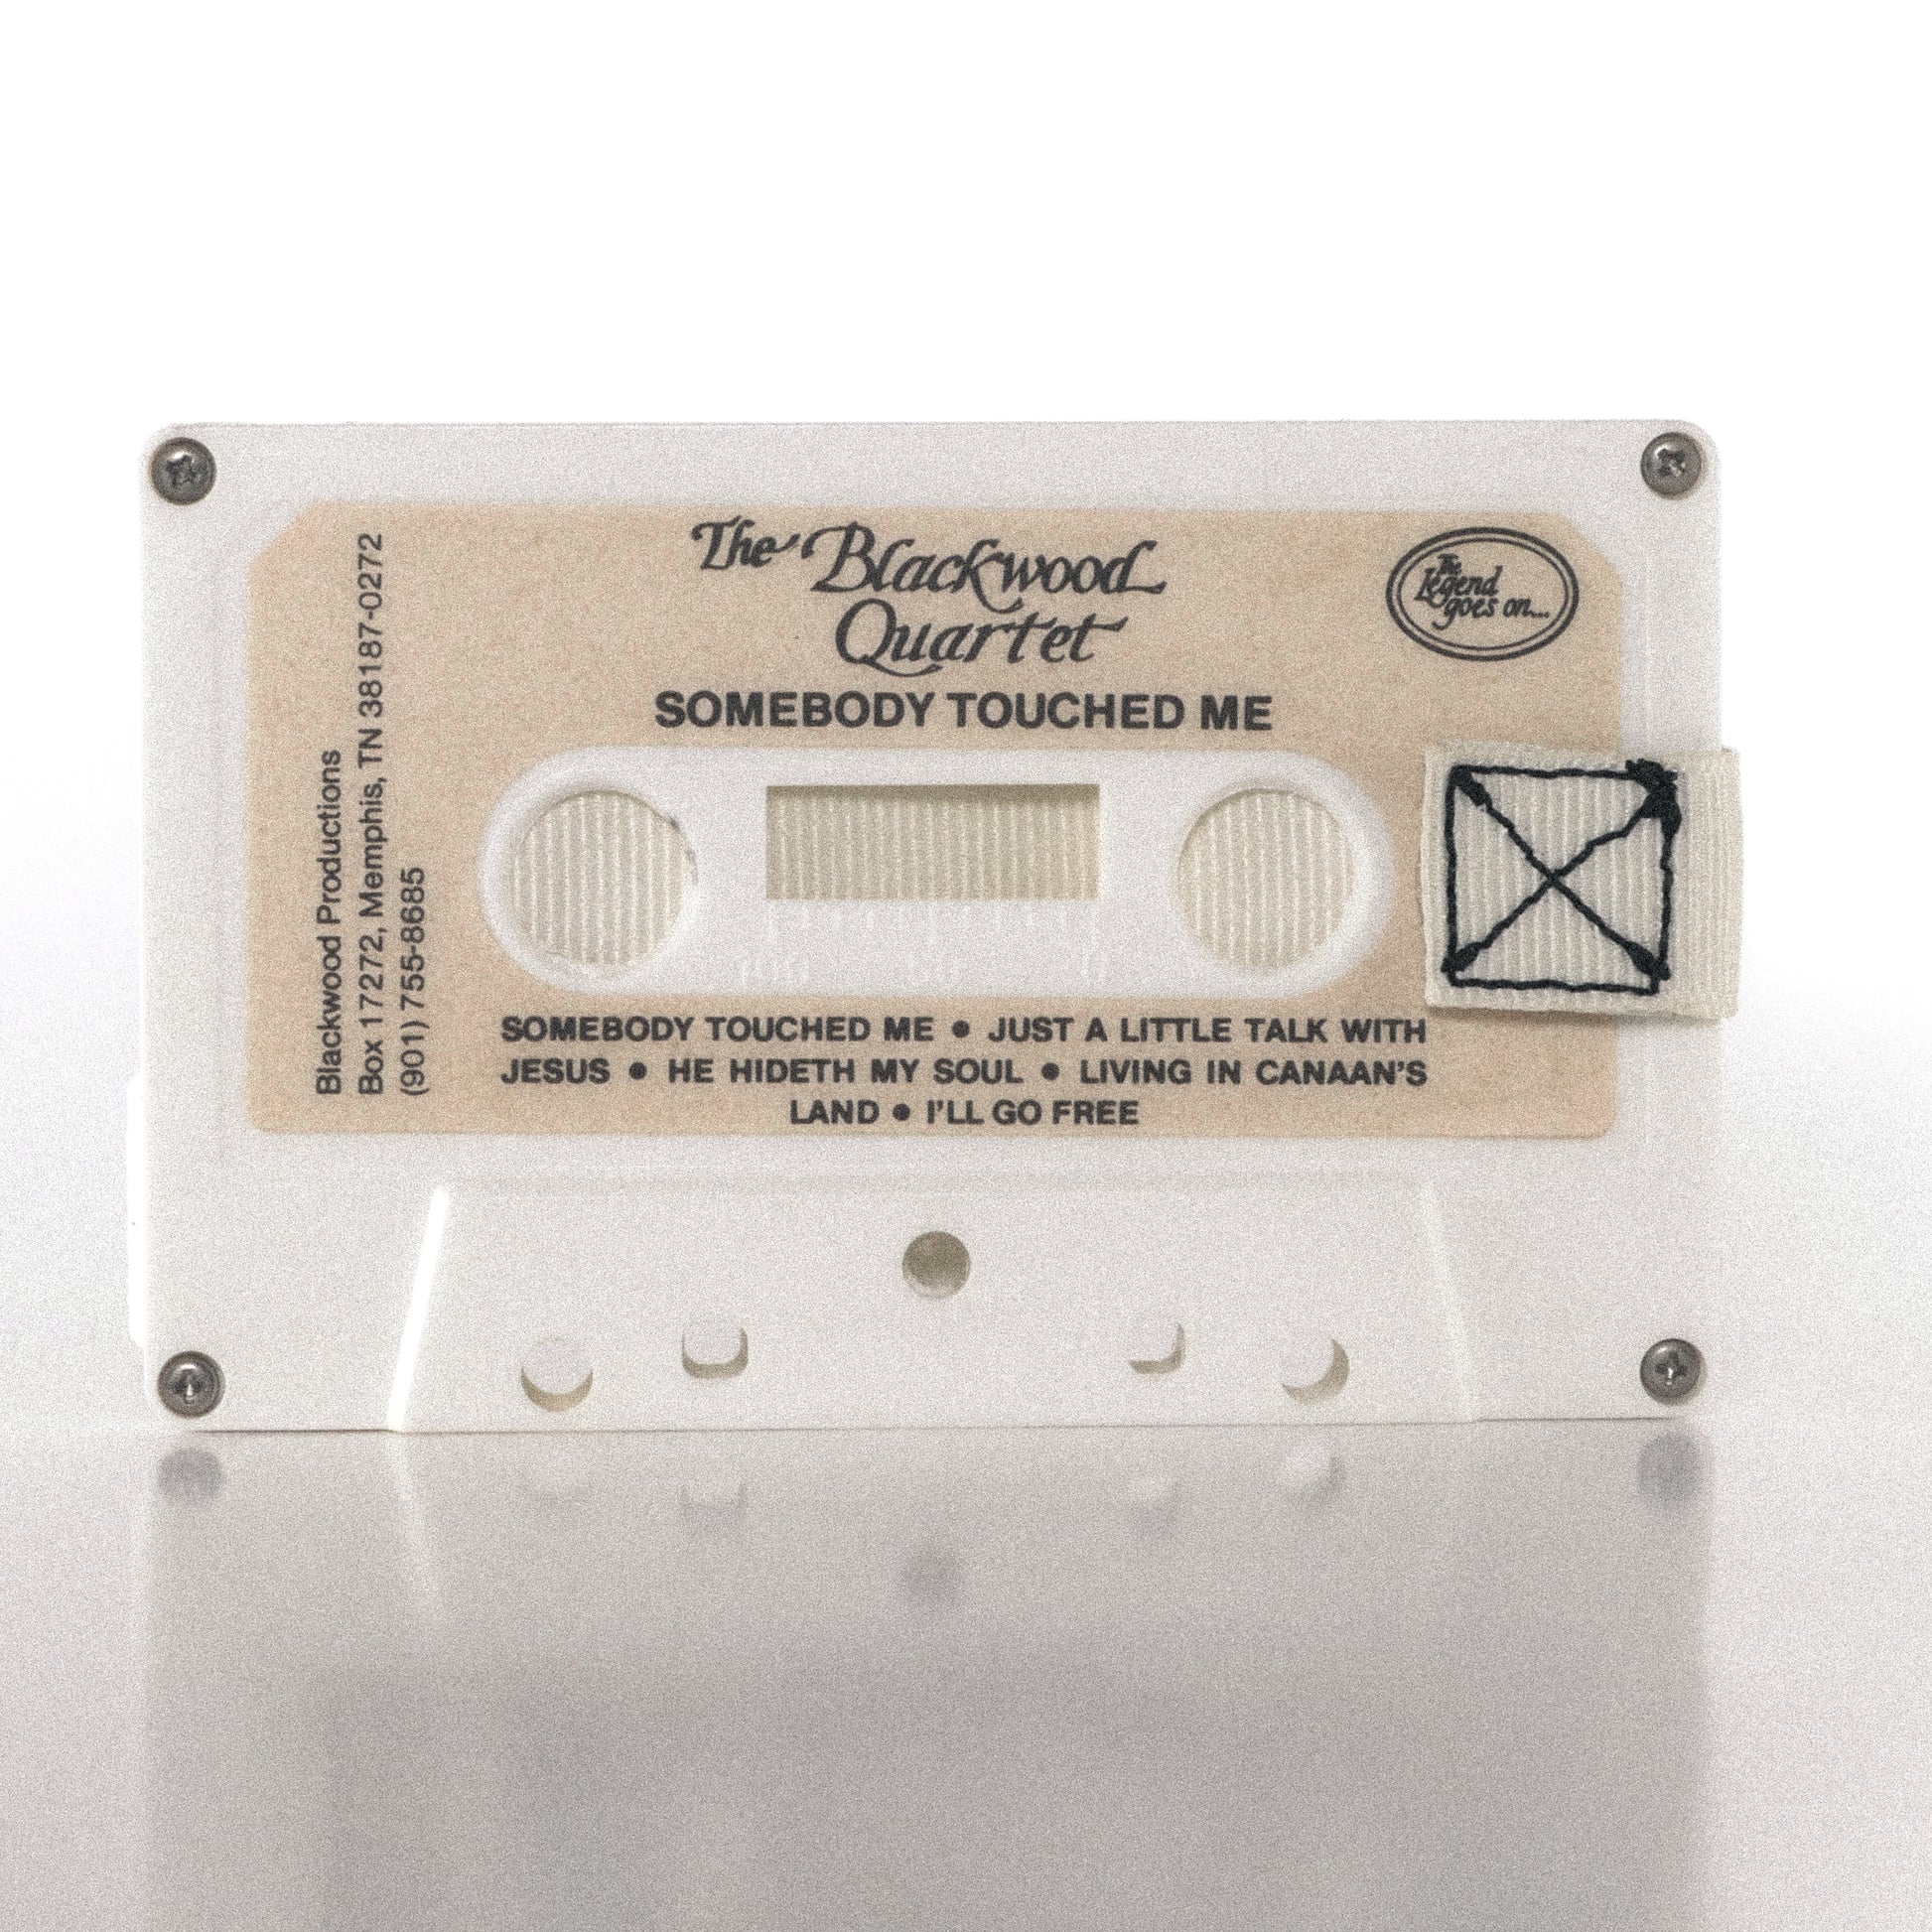 The Blackwood
Quartet
SOMEBODY TOUCHED ME
The
Legend
goes on...
Blackwood Productions
Box 17272, Memphis, TN 38187-0272
(901) 755-8685
SOMEBODY TOUCHED ME • JUST A LITTLE TALK WITH
JESUS • HE HIDETH MY SOUL • LIVING IN CANAAN'S
LAND • I'LL GO FREE